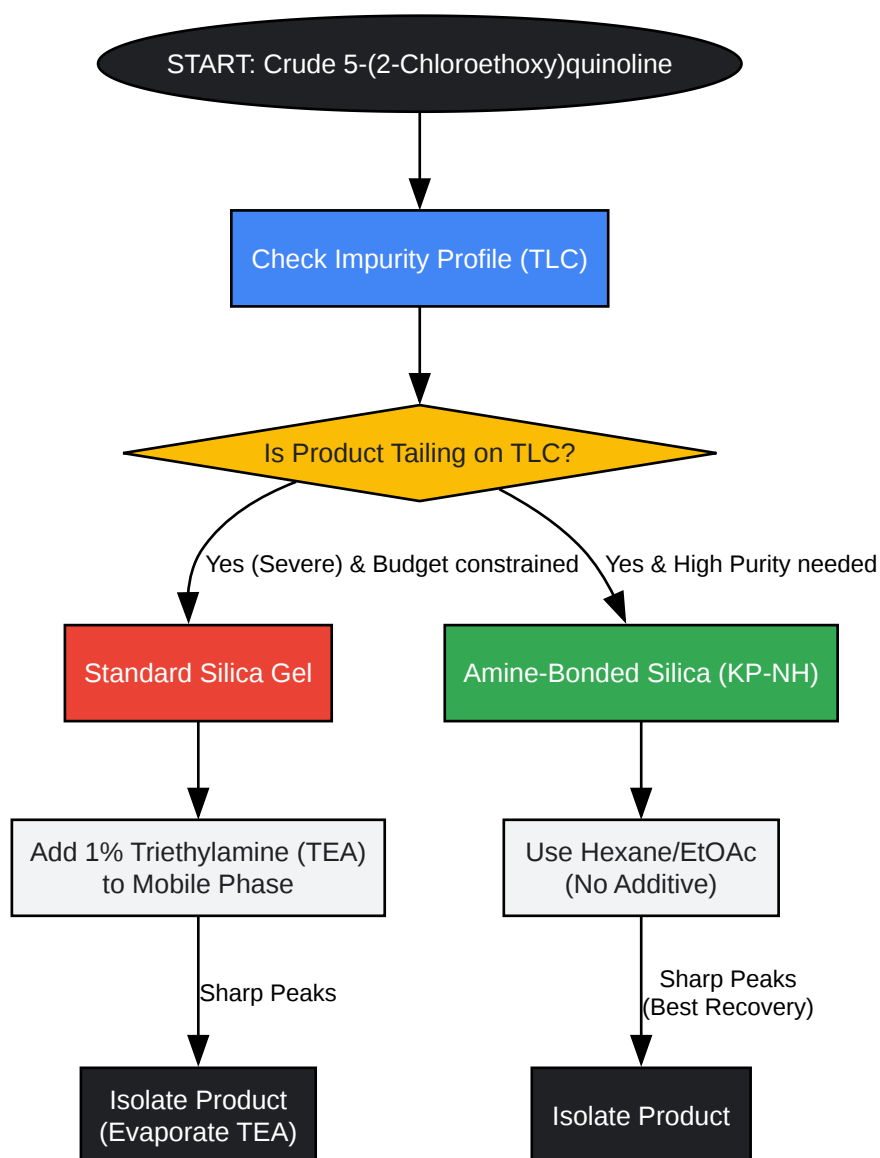 START: Crude 5-(2-Chloroethoxy)quinoline
Check Impurity Profile (TLC)
Is Product Tailing on TLC?
Yes (Severe) & Budget constrained
Yes & High Purity needed
Standard Silica Gel
Amine-Bonded Silica (KP-NH)
Add 1% Triethylamine (TEA)
to Mobile Phase
Use Hexane/EtOAc
(No Additive)
Sharp Peaks
Sharp Peaks
(Best Recovery)
Isolate Product
(Evaporate TEA)
Isolate Product